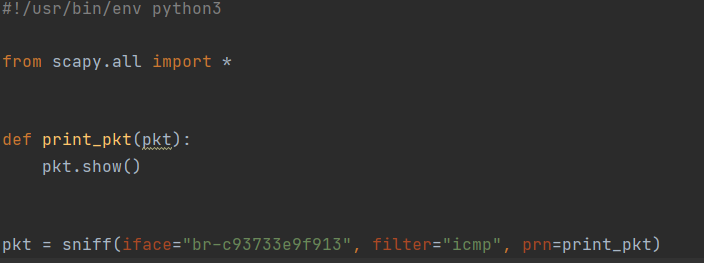 #!/usr/bin/env python3
from scapy.all import *
def print_pkt(pkt):
    pkt.show()
pkt = sniff(iface="br-c93733e9f913", filter="icmp", prn=print_pkt)